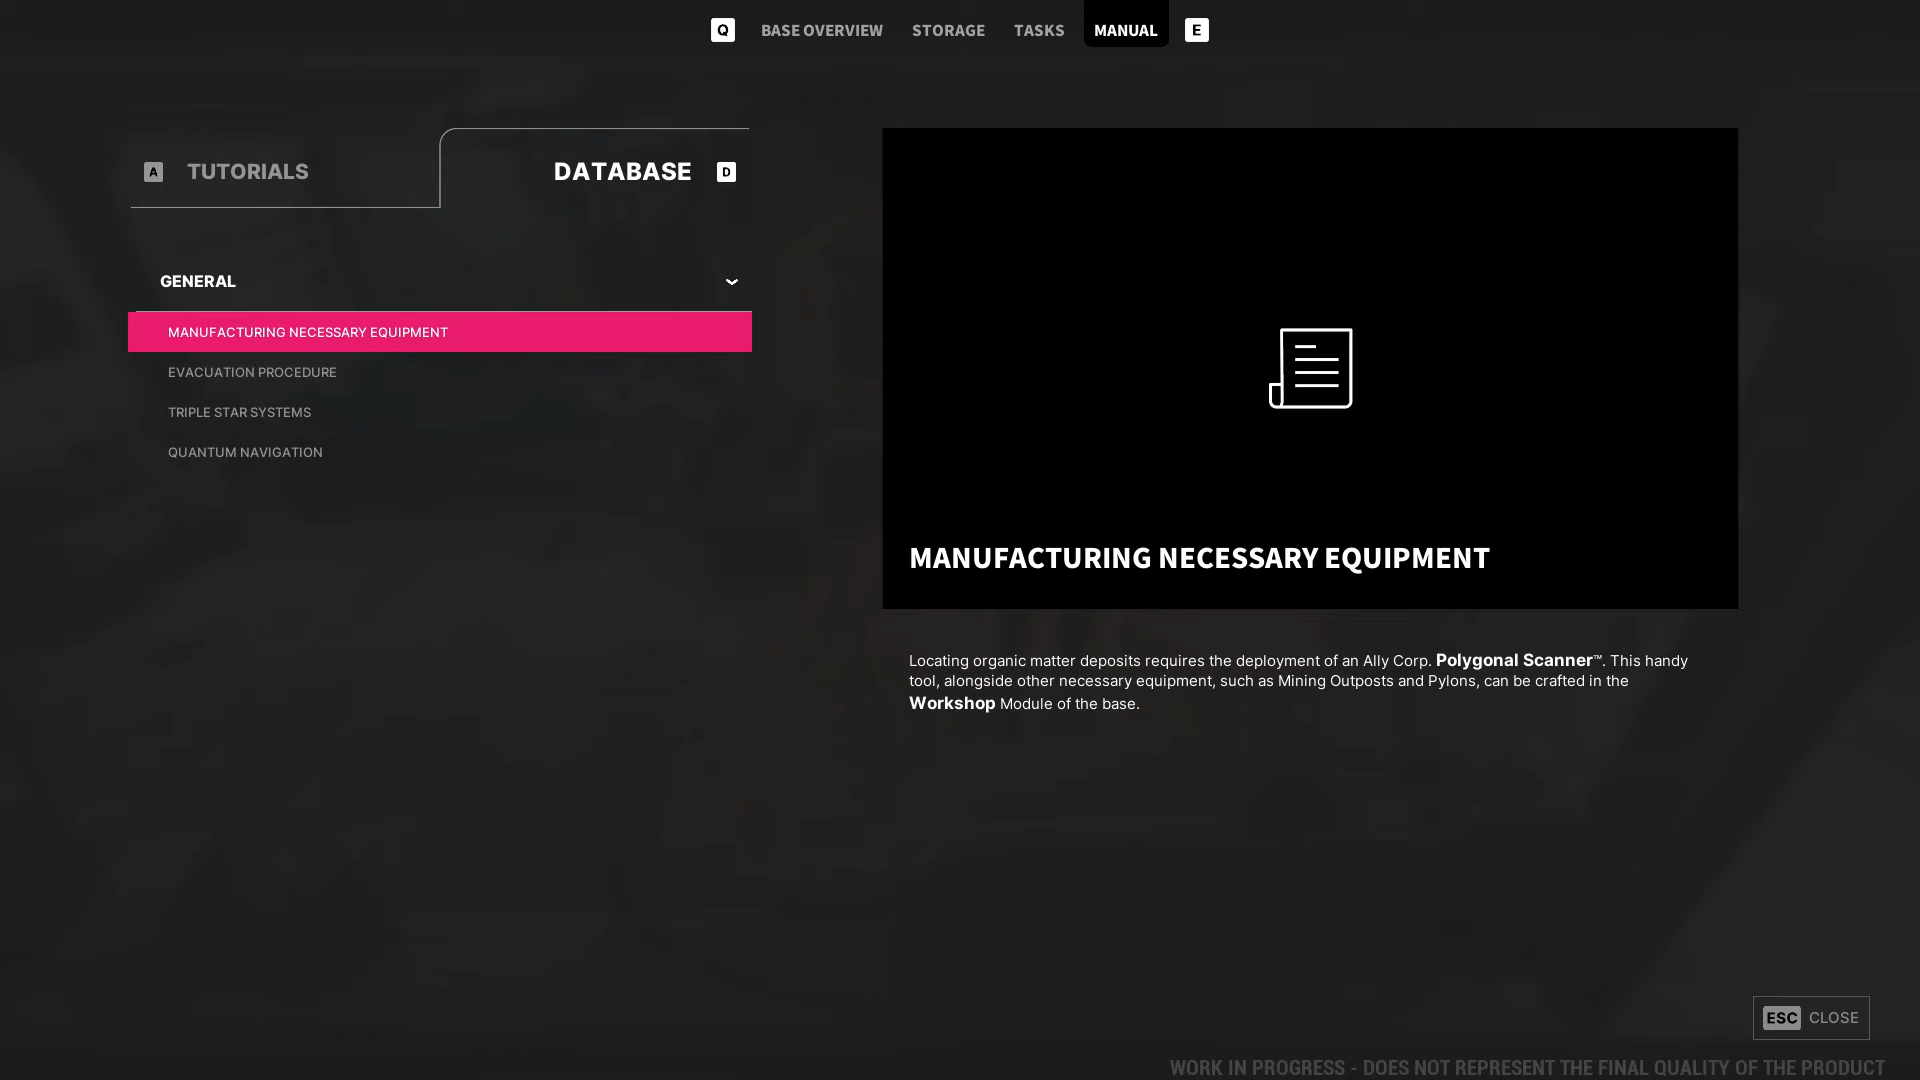 Q BASE OVERVIEW STORAGE TASKS MANUAL E
A TUTORIALS DATABASE D
GENERAL
MANUFACTURING NECESSARY EQUIPMENT
EVACUATION PROCEDURE
TRIPLE STAR SYSTEMS
QUANTUM NAVIGATION
MANUFACTURING NECESSARY EQUIPMENT
Locating organic matter deposits requires the deployment of an Ally Corp. Polygonal Scanner™. This handy
tool, alongside other necessary equipment, such as Mining Outposts and Pylons, can be crafted in the
Workshop Module of the base.
ESC CLOSE
WORK IN PROGRESS - DOES NOT REPRESENT THE FINAL QUALITY OF THE PRODUCT